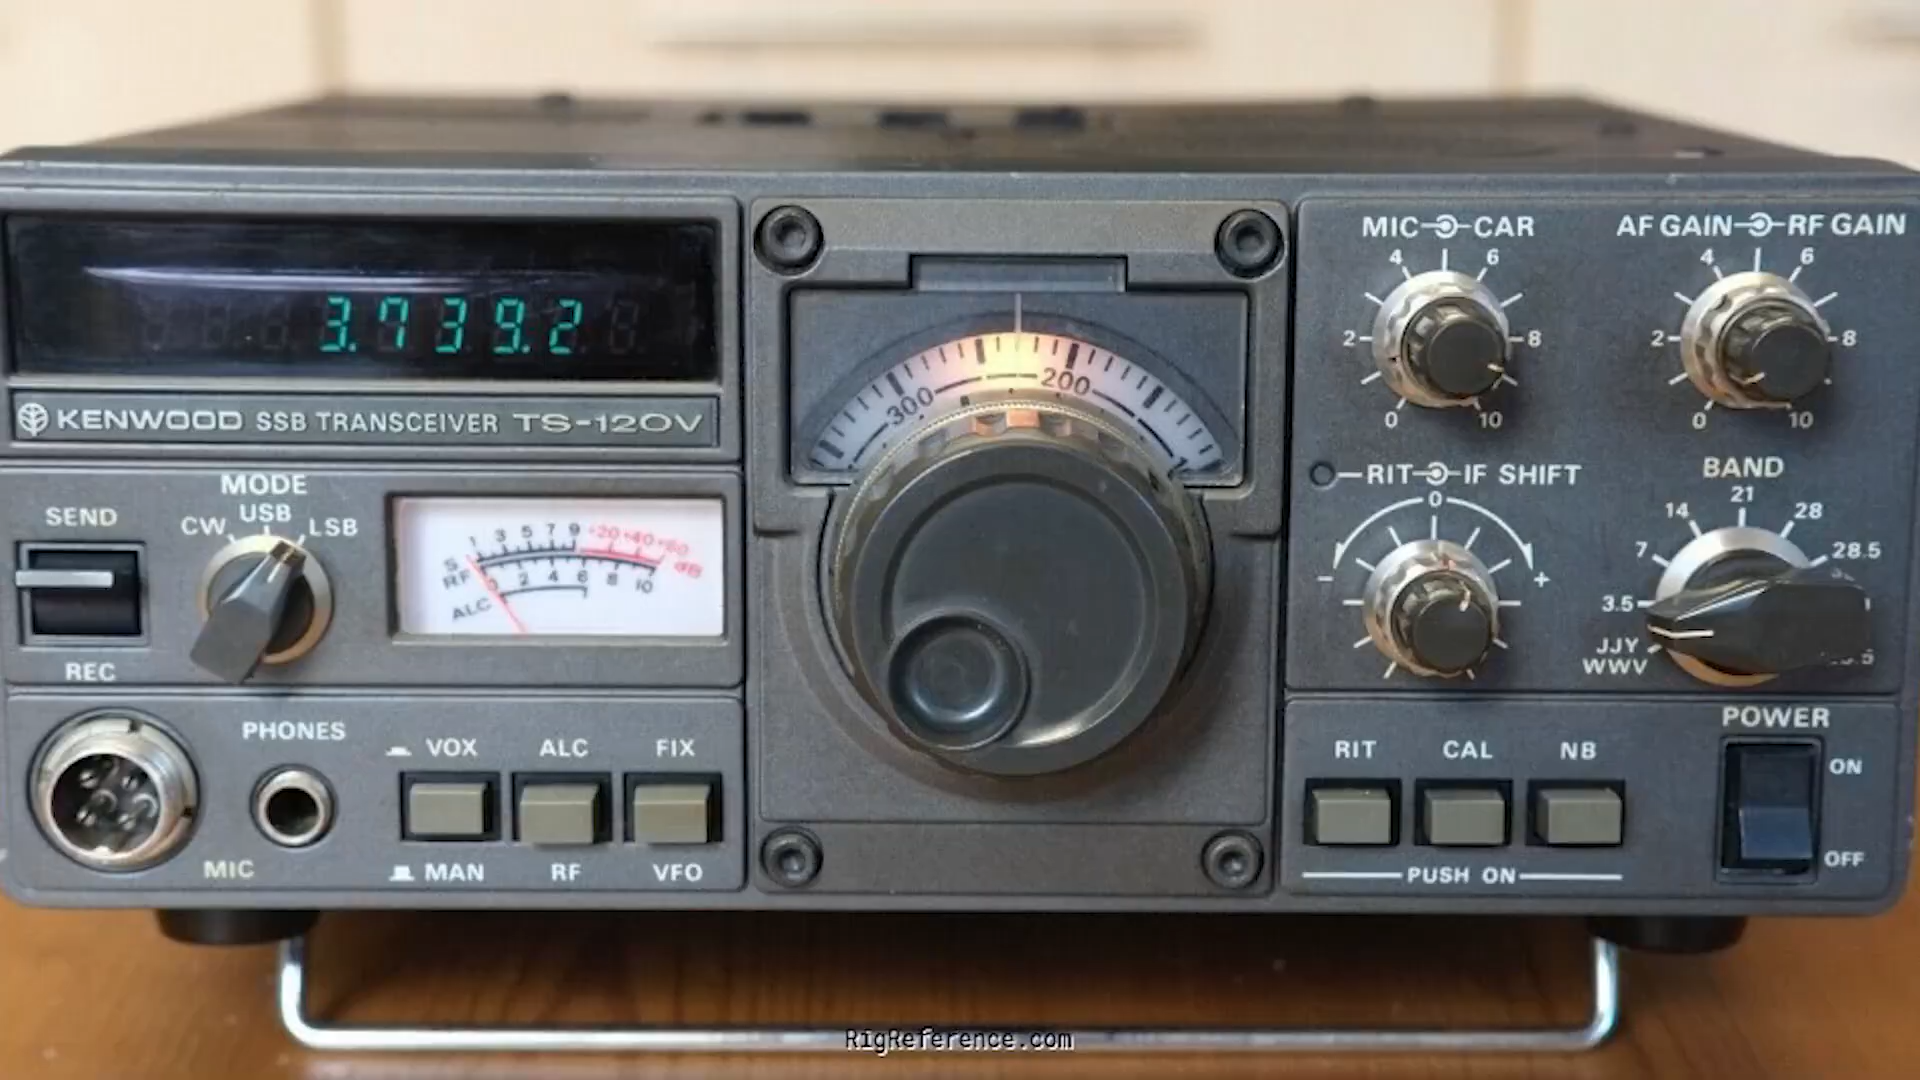 3.739.2
KENWOOD SSB TRANSCEIVER TS-120V
SEND
REC
MODE
CW USB LSB
S 1 3 5 7 9 +20 +40 +60 dB
RF 0 2 4 6 8 10
ALC
PHONES
MIC
VOX ALC FIX
MAN RF VFO
300 200
MIC CAR
0 2 4 6 8 10
AF GAIN RF GAIN
0 2 4 6 8 10
RIT IF SHIFT
- 0 +
BAND
JJY
WWV
3.5 7 14 21 28 28.5
RIT CAL NB
PUSH ON
POWER
ON
OFF
RigReference.com